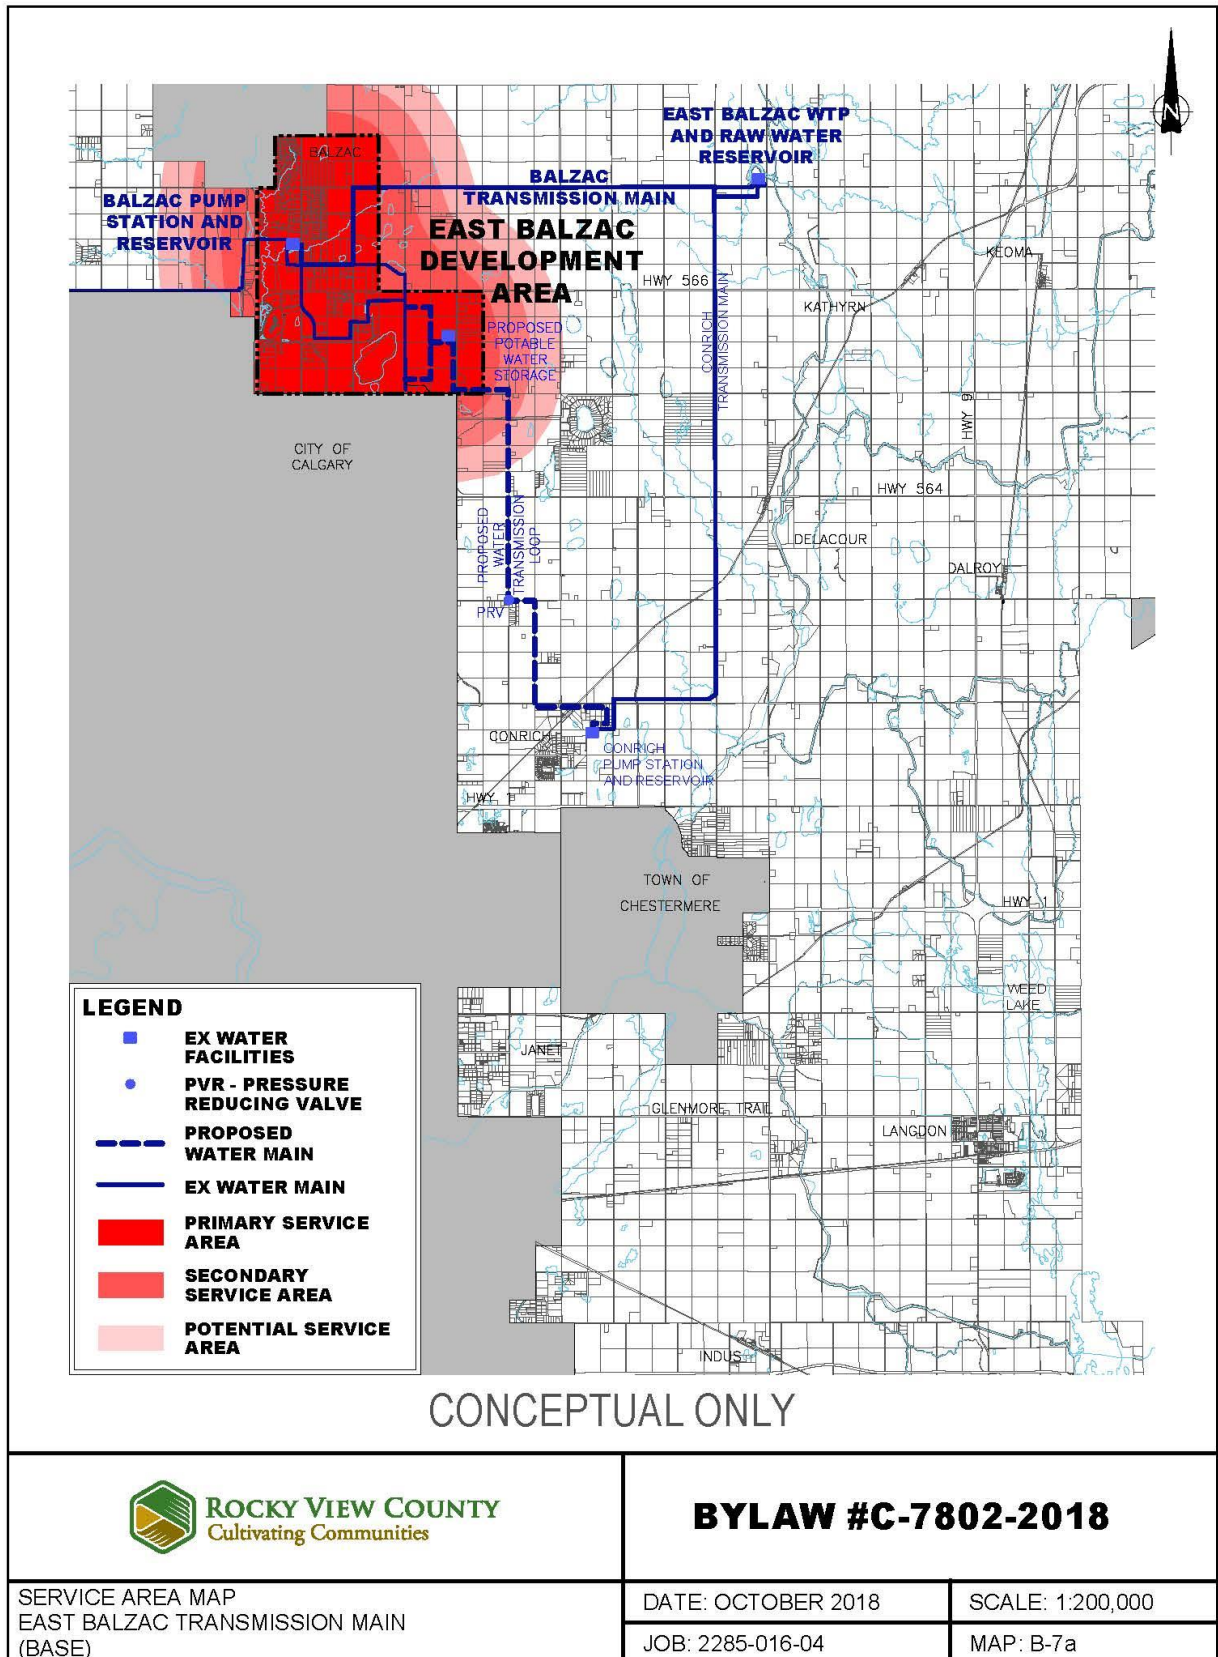 N
EAST BALZAC WTP
AND RAW WATER
RESERVOIR
BALZAC
BALZAC
TRANSMISSION MAIN
BALZAC PUMP
STATION AND
RESERVOIR
EAST BALZAC
DEVELOPMENT
AREA
KEOMA
HWY 566
KATHYRN
CONRICH
TRANSMISSION MAIN
PROPOSED
POTABLE
WATER
STORAGE
HWY 9
CITY OF
CALGARY
HWY 564
PROPOSED
WATER
TRANSMISSION
LOOP
DELACOUR
DALROY
PRV
CONRICH
CONRICH
PUMP STATION
AND RESERVOIR
HWY 1
TOWN OF
CHESTERMERE
HWY 1
WEED
LAKE
JANET
GLENMORE TRAIL
LANGDON
INDUS
LEGEND
EX WATER
FACILITIES
PVR - PRESSURE
REDUCING VALVE
PROPOSED
WATER MAIN
EX WATER MAIN
PRIMARY SERVICE
AREA
SECONDARY
SERVICE AREA
POTENTIAL SERVICE
AREA
CONCEPTUAL ONLY
ROCKY VIEW COUNTY
Cultivating Communities
BYLAW #C-7802-2018
SERVICE AREA MAP
EAST BALZAC TRANSMISSION MAIN
(BASE)
DATE: OCTOBER 2018
SCALE: 1:200,000
JOB: 2285-016-04
MAP: B-7a